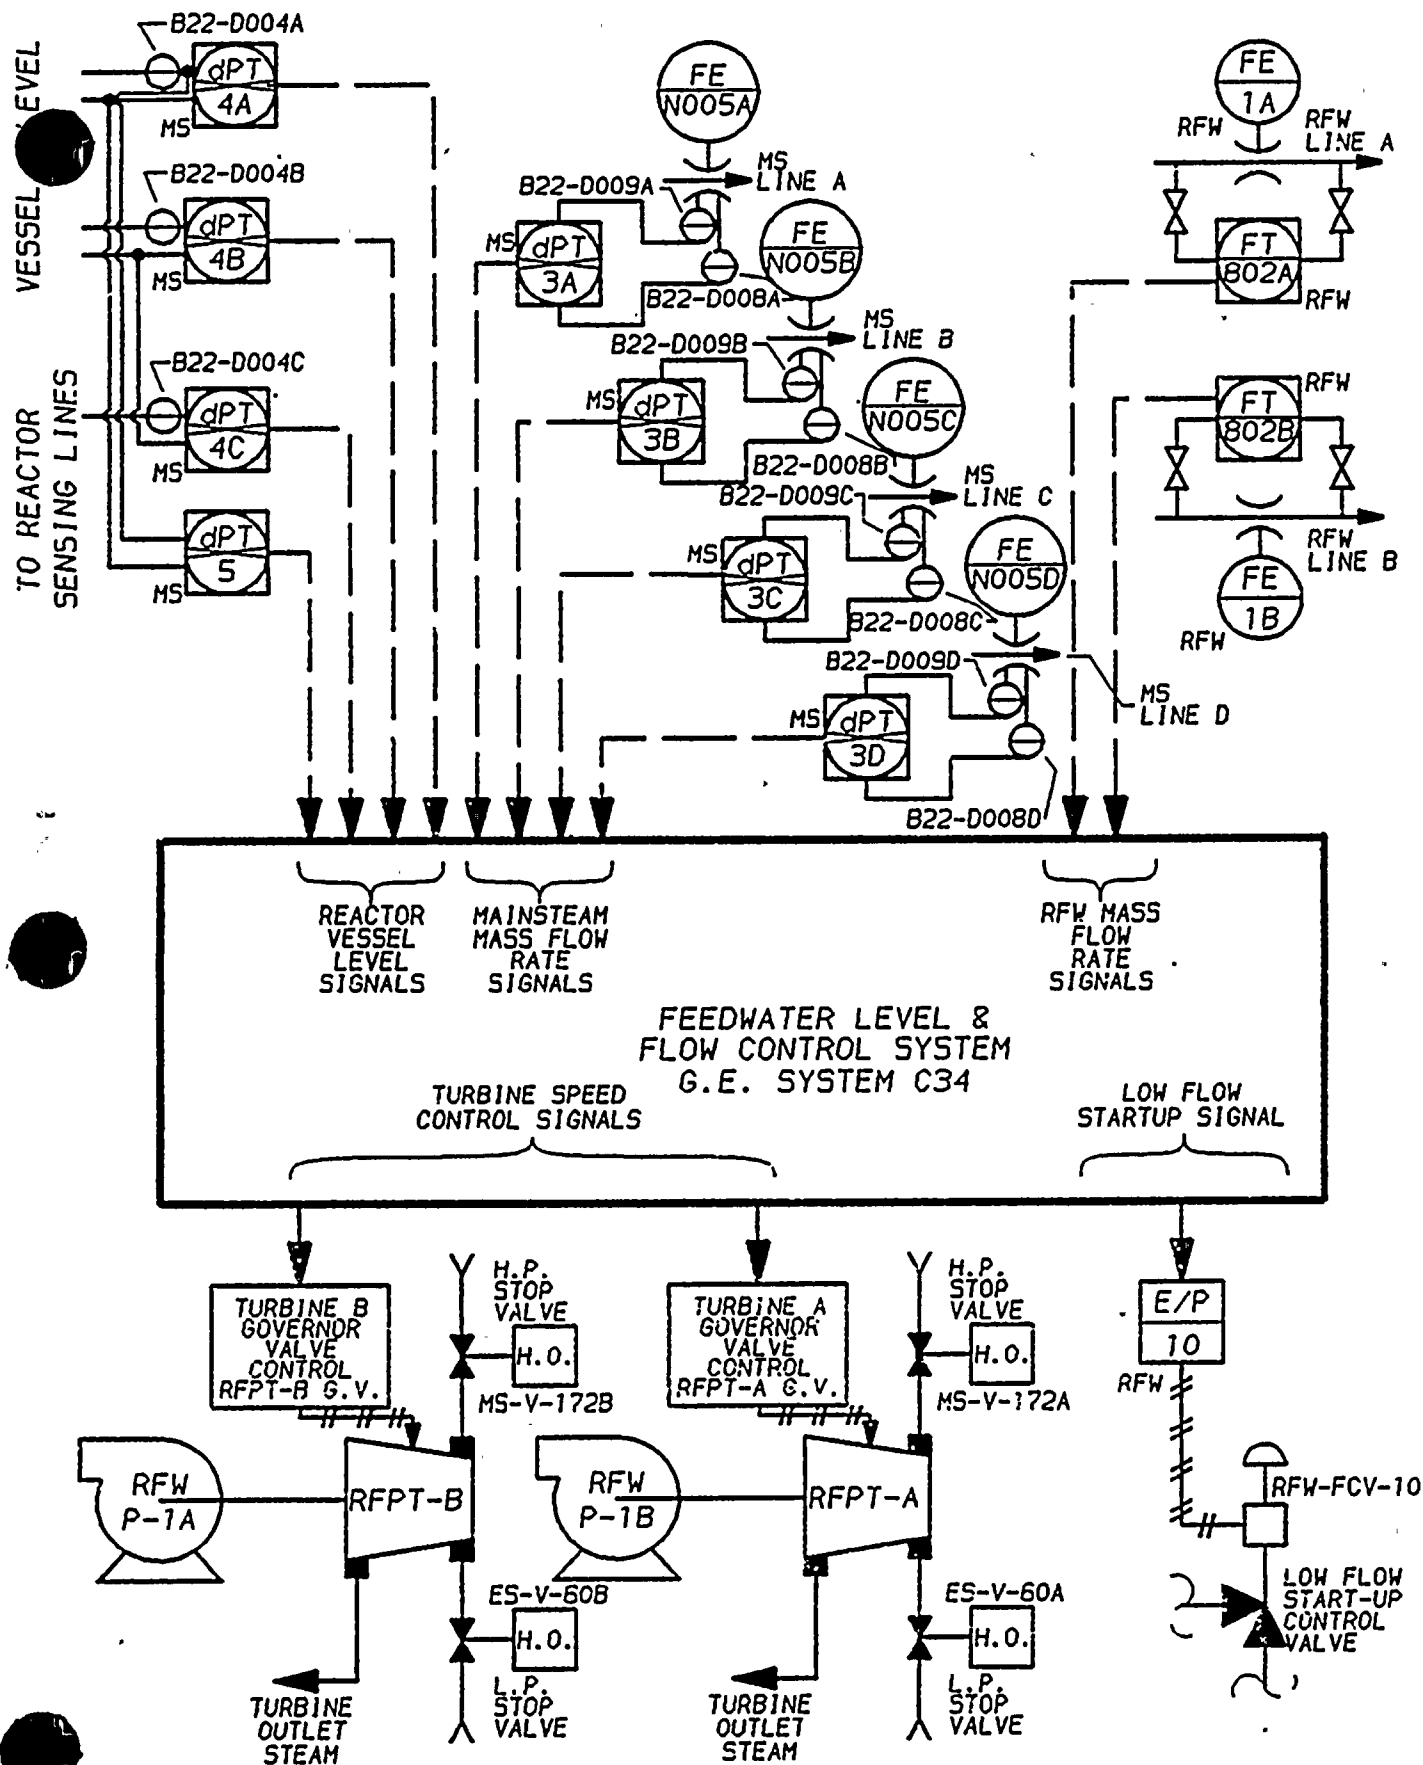 TO REACTOR VESSEL LEVEL
SENSING LINES
B22-D004A
dPT
4A
MS
B22-D004B
dPT
4B
MS
B22-D004C
dPT
4C
MS
dPT
5
MS
FE
N005A
MS
LINE A
B22-D009A
MS
dPT
3A
B22-D008A
FE
N005B
MS
LINE B
B22-D009B
MS
dPT
3B
B22-D008B
FE
N005C
MS
LINE C
B22-D009C
MS
dPT
3C
B22-D008C
FE
N005D
B22-D009D
MS
LINE D
MS
dPT
3D
B22-D008D
FE
1A
RFW
RFW
LINE A
FT
802A
RFW
RFW
FT
802B
RFW
LINE B
FE
1B
RFW
REACTOR
VESSEL
LEVEL
SIGNALS
MAINSTEAM
MASS FLOW
RATE
SIGNALS
RFW MASS
FLOW
RATE
SIGNALS
FEEDWATER LEVEL &
FLOW CONTROL SYSTEM
G.E. SYSTEM C34
TURBINE SPEED
CONTROL SIGNALS
LOW FLOW
STARTUP SIGNAL
TURBINE B
GOVERNOR
VALVE
CONTROL
RFPT-B G.V.
H.P.
STOP
VALVE
H.O.
MS-V-172B
TURBINE A
GOVERNOR
VALVE
CONTROL
RFPT-A G.V.
H.P.
STOP
VALVE
H.O.
MS-V-172A
E/P
10
RFW
RFW
P-1A
RFPT-B
RFW
P-1B
RFPT-A
RFW-FCV-10
ES-V-60B
H.O.
L.P.
STOP
VALVE
ES-V-60A
H.O.
L.P.
STOP
VALVE
LOW FLOW
START-UP
CONTROL
VALVE
TURBINE
OUTLET
STEAM
TURBINE
OUTLET
STEAM